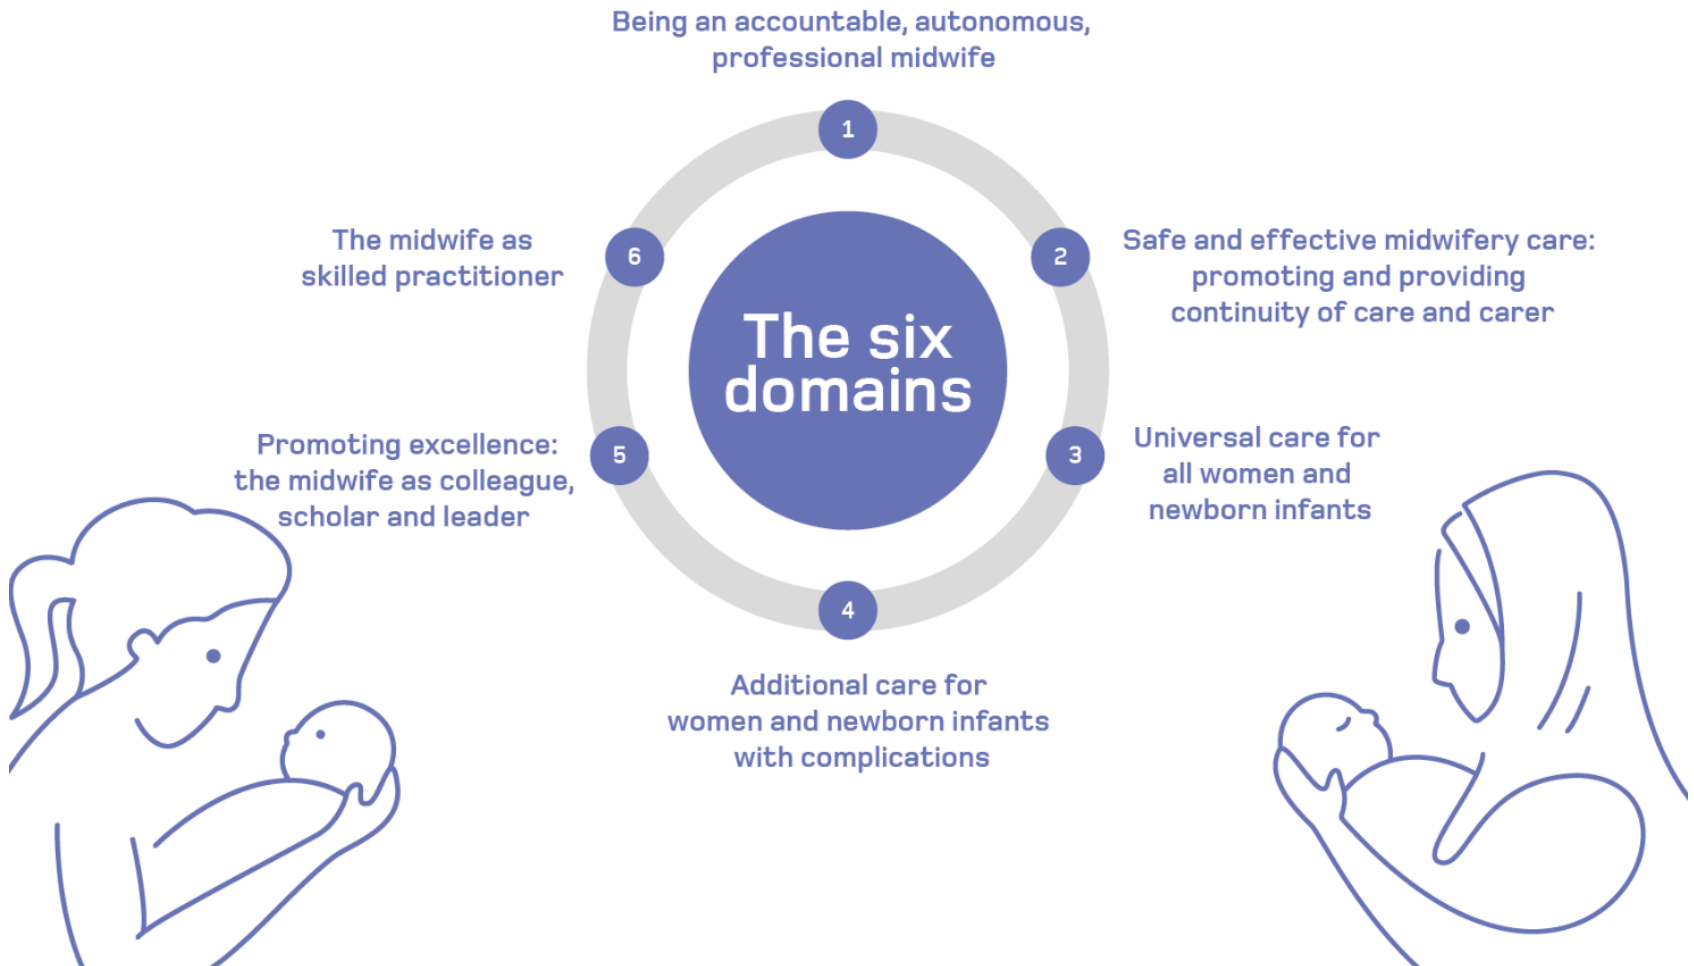 Being an accountable, autonomous,
professional midwife
1
The midwife as
skilled practitioner
6
2
Safe and effective midwifery care:
promoting and providing
continuity of care and carer
The six
domains
Promoting excellence:
the midwife as colleague,
scholar and leader
5
3
Universal care for
all women and
newborn infants
4
Additional care for
women and newborn infants
with complications